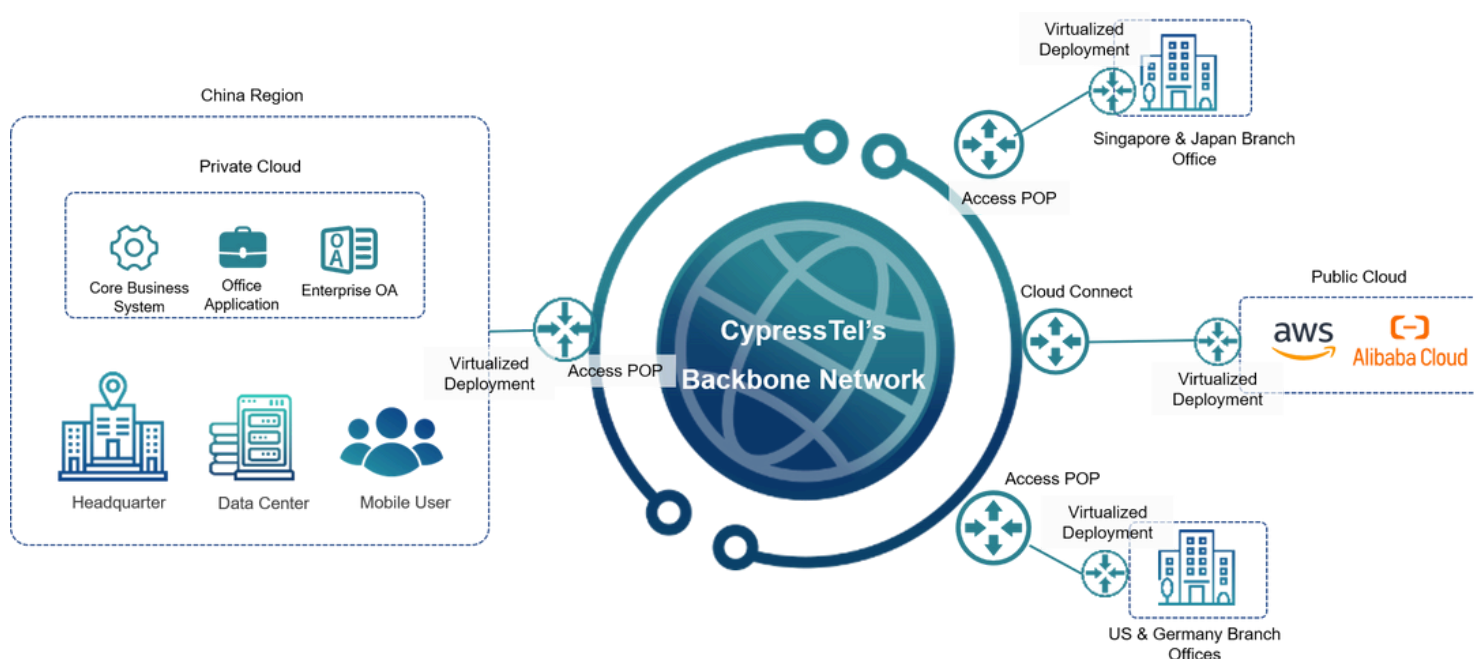 China Region
Private Cloud
Core Business
System
Office
Application
OA
Enterprise OA
Headquarter
Data Center
Mobile User
Virtualized
Deployment
Access POP
CypressTel’s
Backbone Network
Virtualized
Deployment
Singapore & Japan Branch
Office
Access POP
Cloud Connect
Public Cloud
aws
Alibaba Cloud
Virtualized
Deployment
Access POP
Virtualized
Deployment
US & Germany Branch
Offices